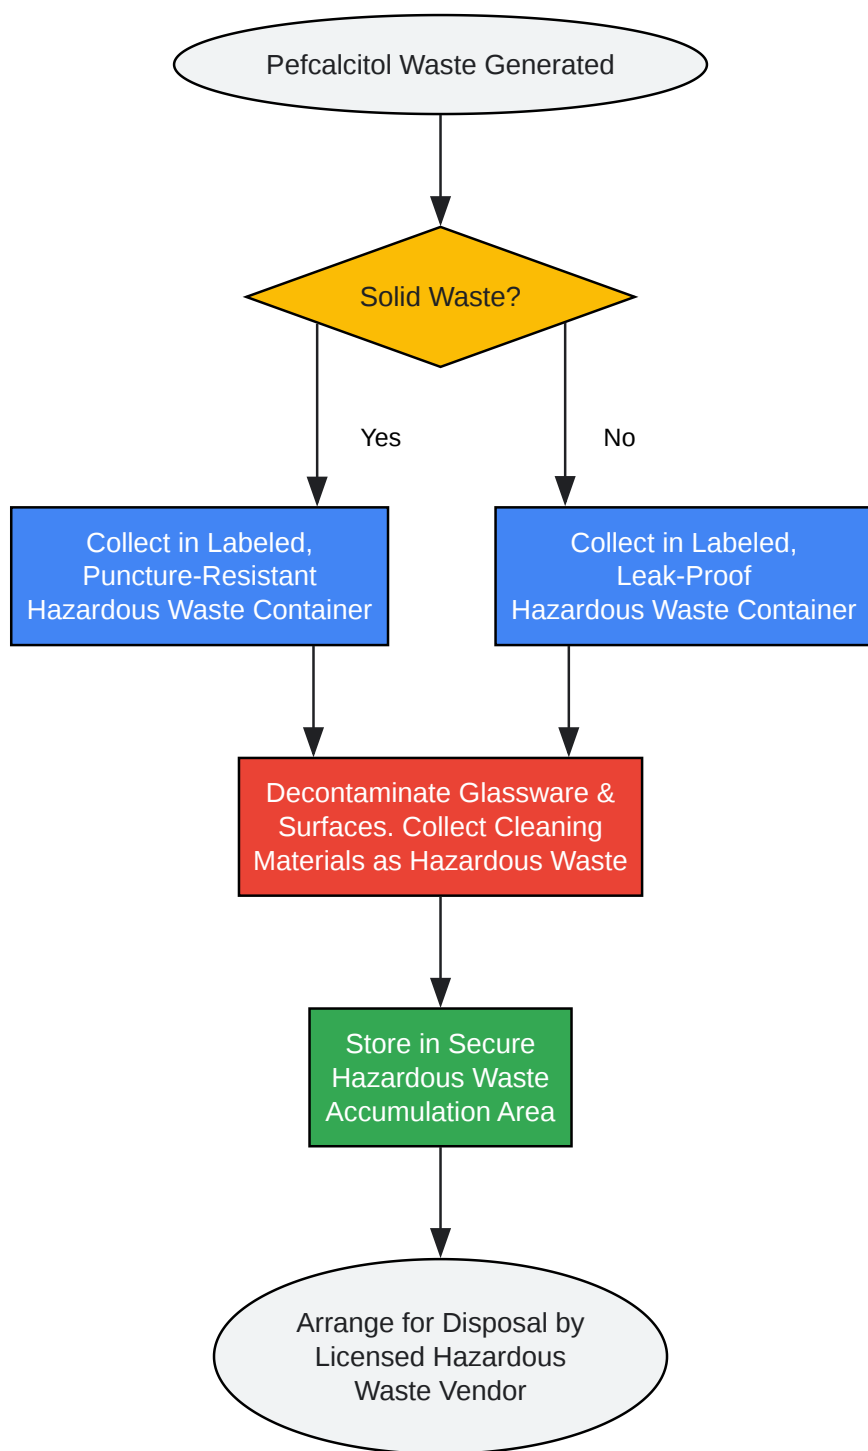 Pefcalcitol Waste Generated
Solid Waste?
Yes
No
Collect in Labeled,
Puncture-Resistant
Hazardous Waste Container
Collect in Labeled,
Leak-Proof
Hazardous Waste Container
Decontaminate Glassware &
Surfaces. Collect Cleaning
Materials as Hazardous Waste
Store in Secure
Hazardous Waste
Accumulation Area
Arrange for Disposal by
Licensed Hazardous
Waste Vendor